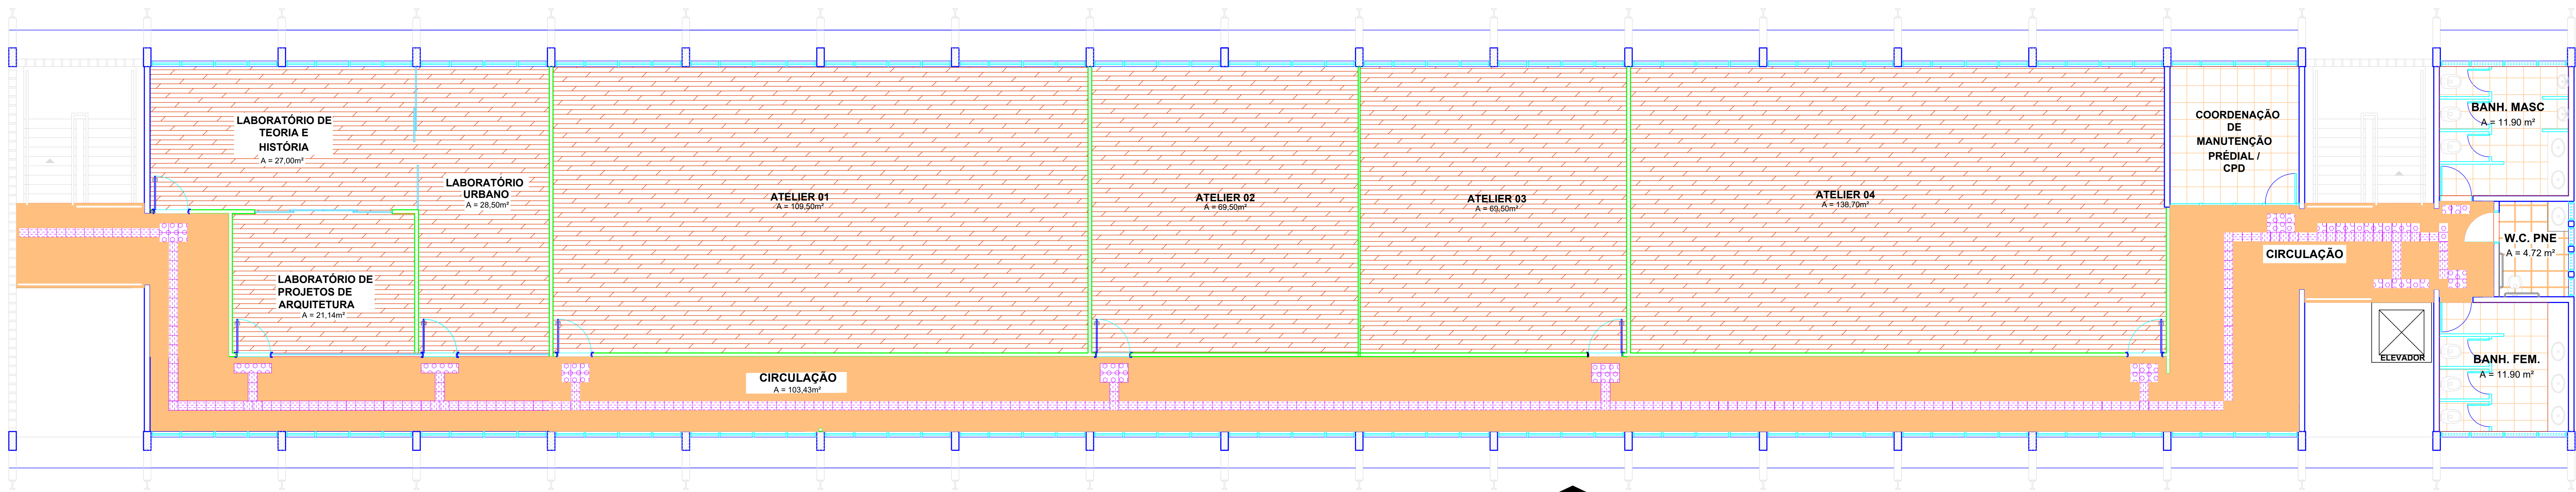 LABORATÓRIO DE
TEORIA E
HISTÓRIA
A = 27,00m²
LABORATÓRIO
URBANO
A = 28,50m²
LABORATÓRIO DE
PROJETOS DE
ARQUITETURA
A = 21,14m²
ATELIER 01
A = 109,50m²
ATELIER 02
A = 69,50m²
ATELIER 03
A = 69,50m²
ATELIER 04
A = 138,70m²
COORDENAÇÃO
DE
MANUTENÇÃO
PRÉDIAL /
CPD
BANH. MASC
A = 11.90 m²
W.C. PNE
A = 4.72 m²
CIRCULAÇÃO
ELEVADOR
BANH. FEM.
A = 11.90 m²
CIRCULAÇÃO
A = 103,43m²